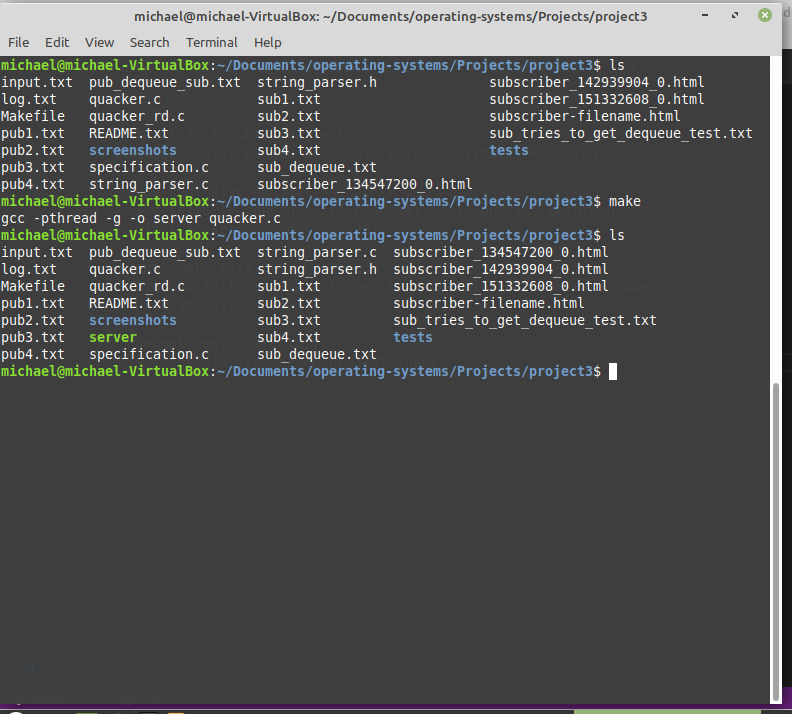 michael@michael-VirtualBox: ~/Documents/operating-systems/Projects/project3
File Edit View Search Terminal Help
michael@michael-VirtualBox:~/Documents/operating-systems/Projects/project3$ ls
input.txt pub_dequeue_sub.txt string_parser.h subscriber_142939904_0.html
log.txt quacker.c sub1.txt subscriber_151332608_0.html
Makefile quacker_rd.c sub2.txt subscriber-filename.html
pub1.txt README.txt sub3.txt sub_tries_to_get_dequeue_test.txt
pub2.txt screenshots sub4.txt tests
pub3.txt specification.c sub_dequeue.txt
pub4.txt string_parser.c subscriber_134547200_0.html
michael@michael-VirtualBox:~/Documents/operating-systems/Projects/project3$ make
gcc -pthread -g -o server quacker.c
michael@michael-VirtualBox:~/Documents/operating-systems/Projects/project3$ ls
input.txt pub_dequeue_sub.txt string_parser.c subscriber_134547200_0.html
log.txt quacker.c string_parser.h subscriber_142939904_0.html
Makefile quacker_rd.c sub1.txt subscriber_151332608_0.html
pub1.txt README.txt sub2.txt subscriber-filename.html
pub2.txt screenshots sub3.txt sub_tries_to_get_dequeue_test.txt
pub3.txt server sub4.txt tests
pub4.txt specification.c sub_dequeue.txt
michael@michael-VirtualBox:~/Documents/operating-systems/Projects/project3$